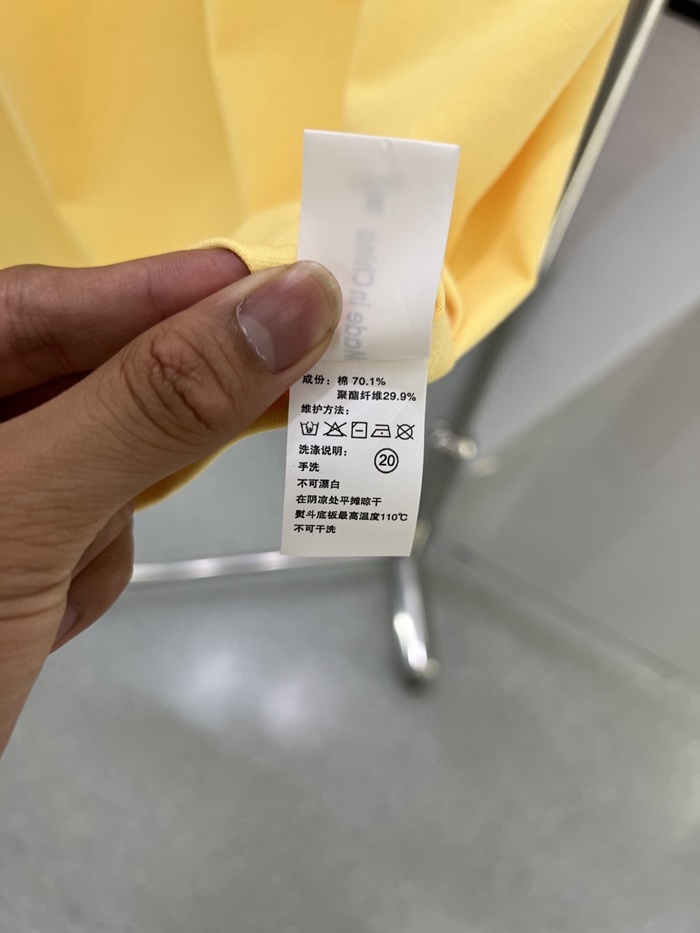 Made in China
成份：棉 70.1%
聚酯纤维29.9%
维护方法：
洗涤说明：
20
手洗
不可漂白
在阴凉处平摊晾干
熨斗底板最高温度110℃
不可干洗